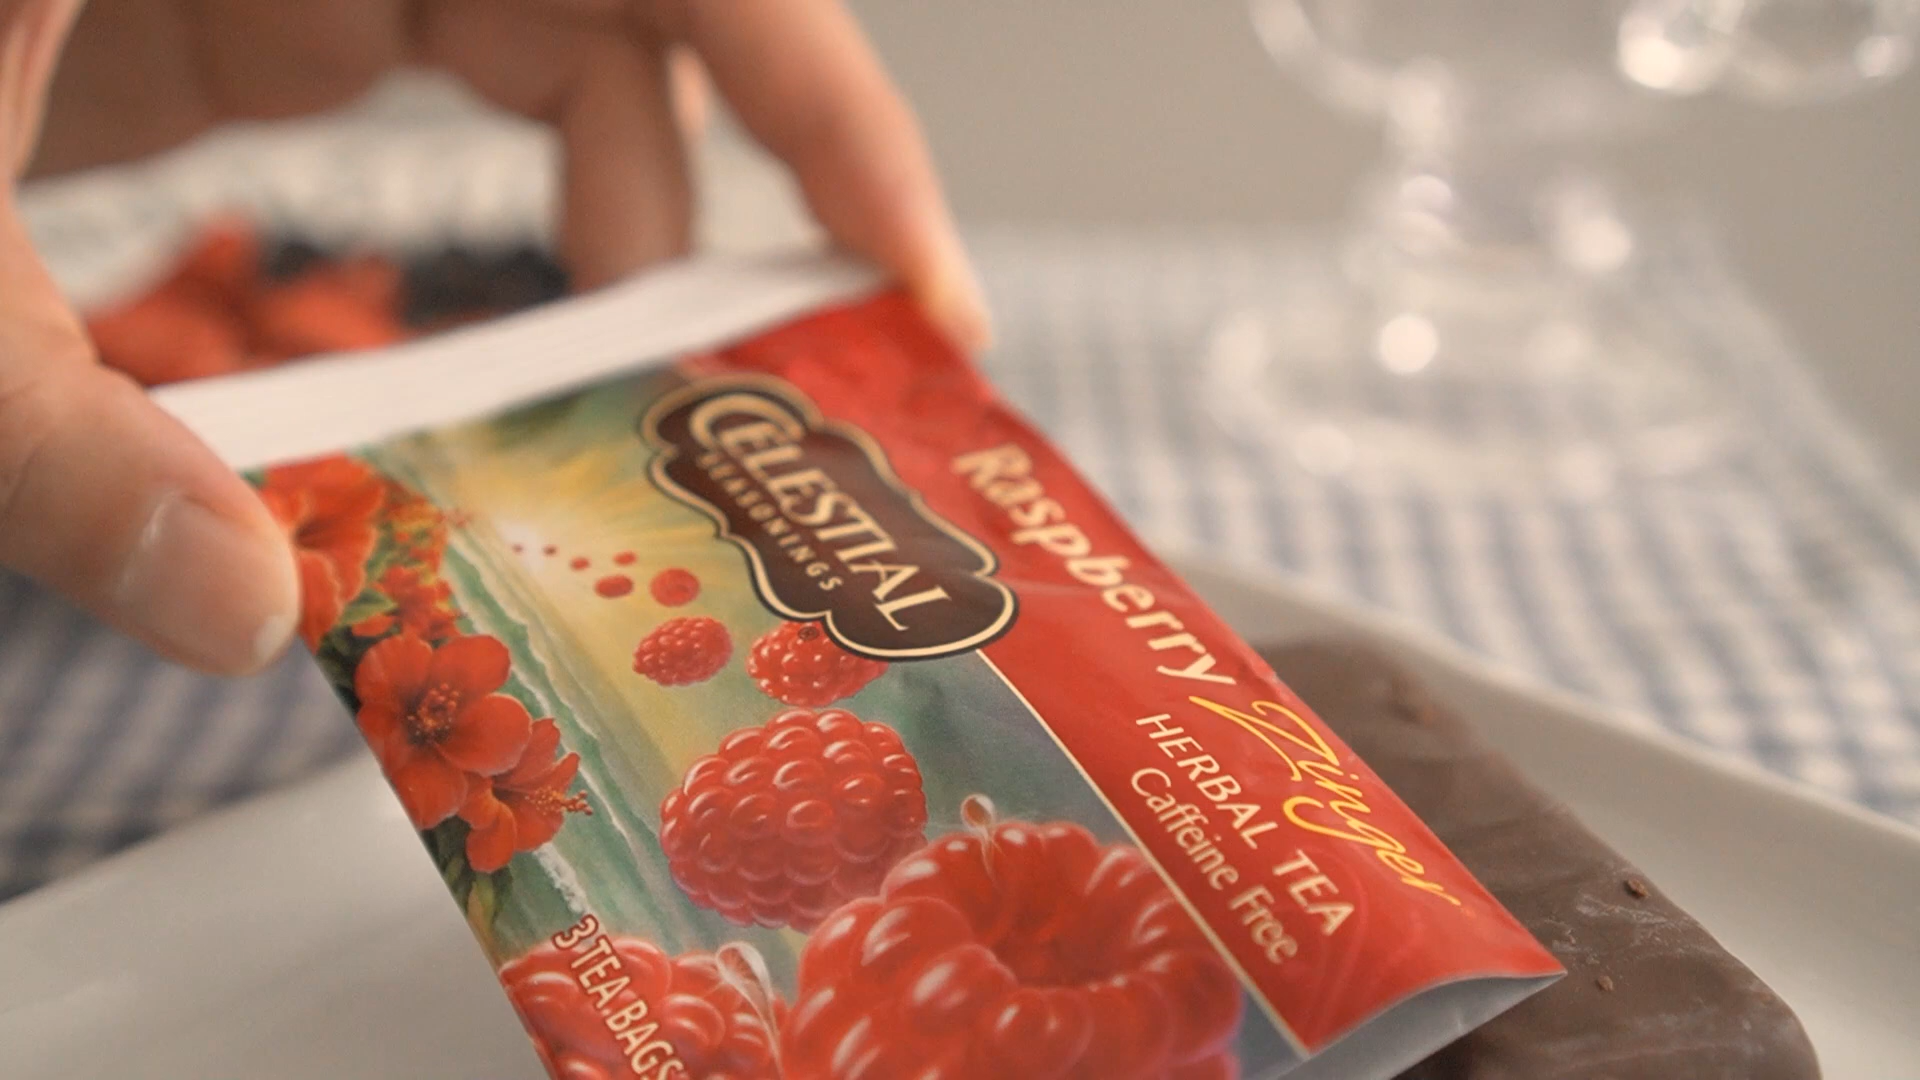 CELESTIAL
SEASONINGS®
Raspberry Zinger
HERBAL TEA
Caffeine Free
3 TEA BAGS